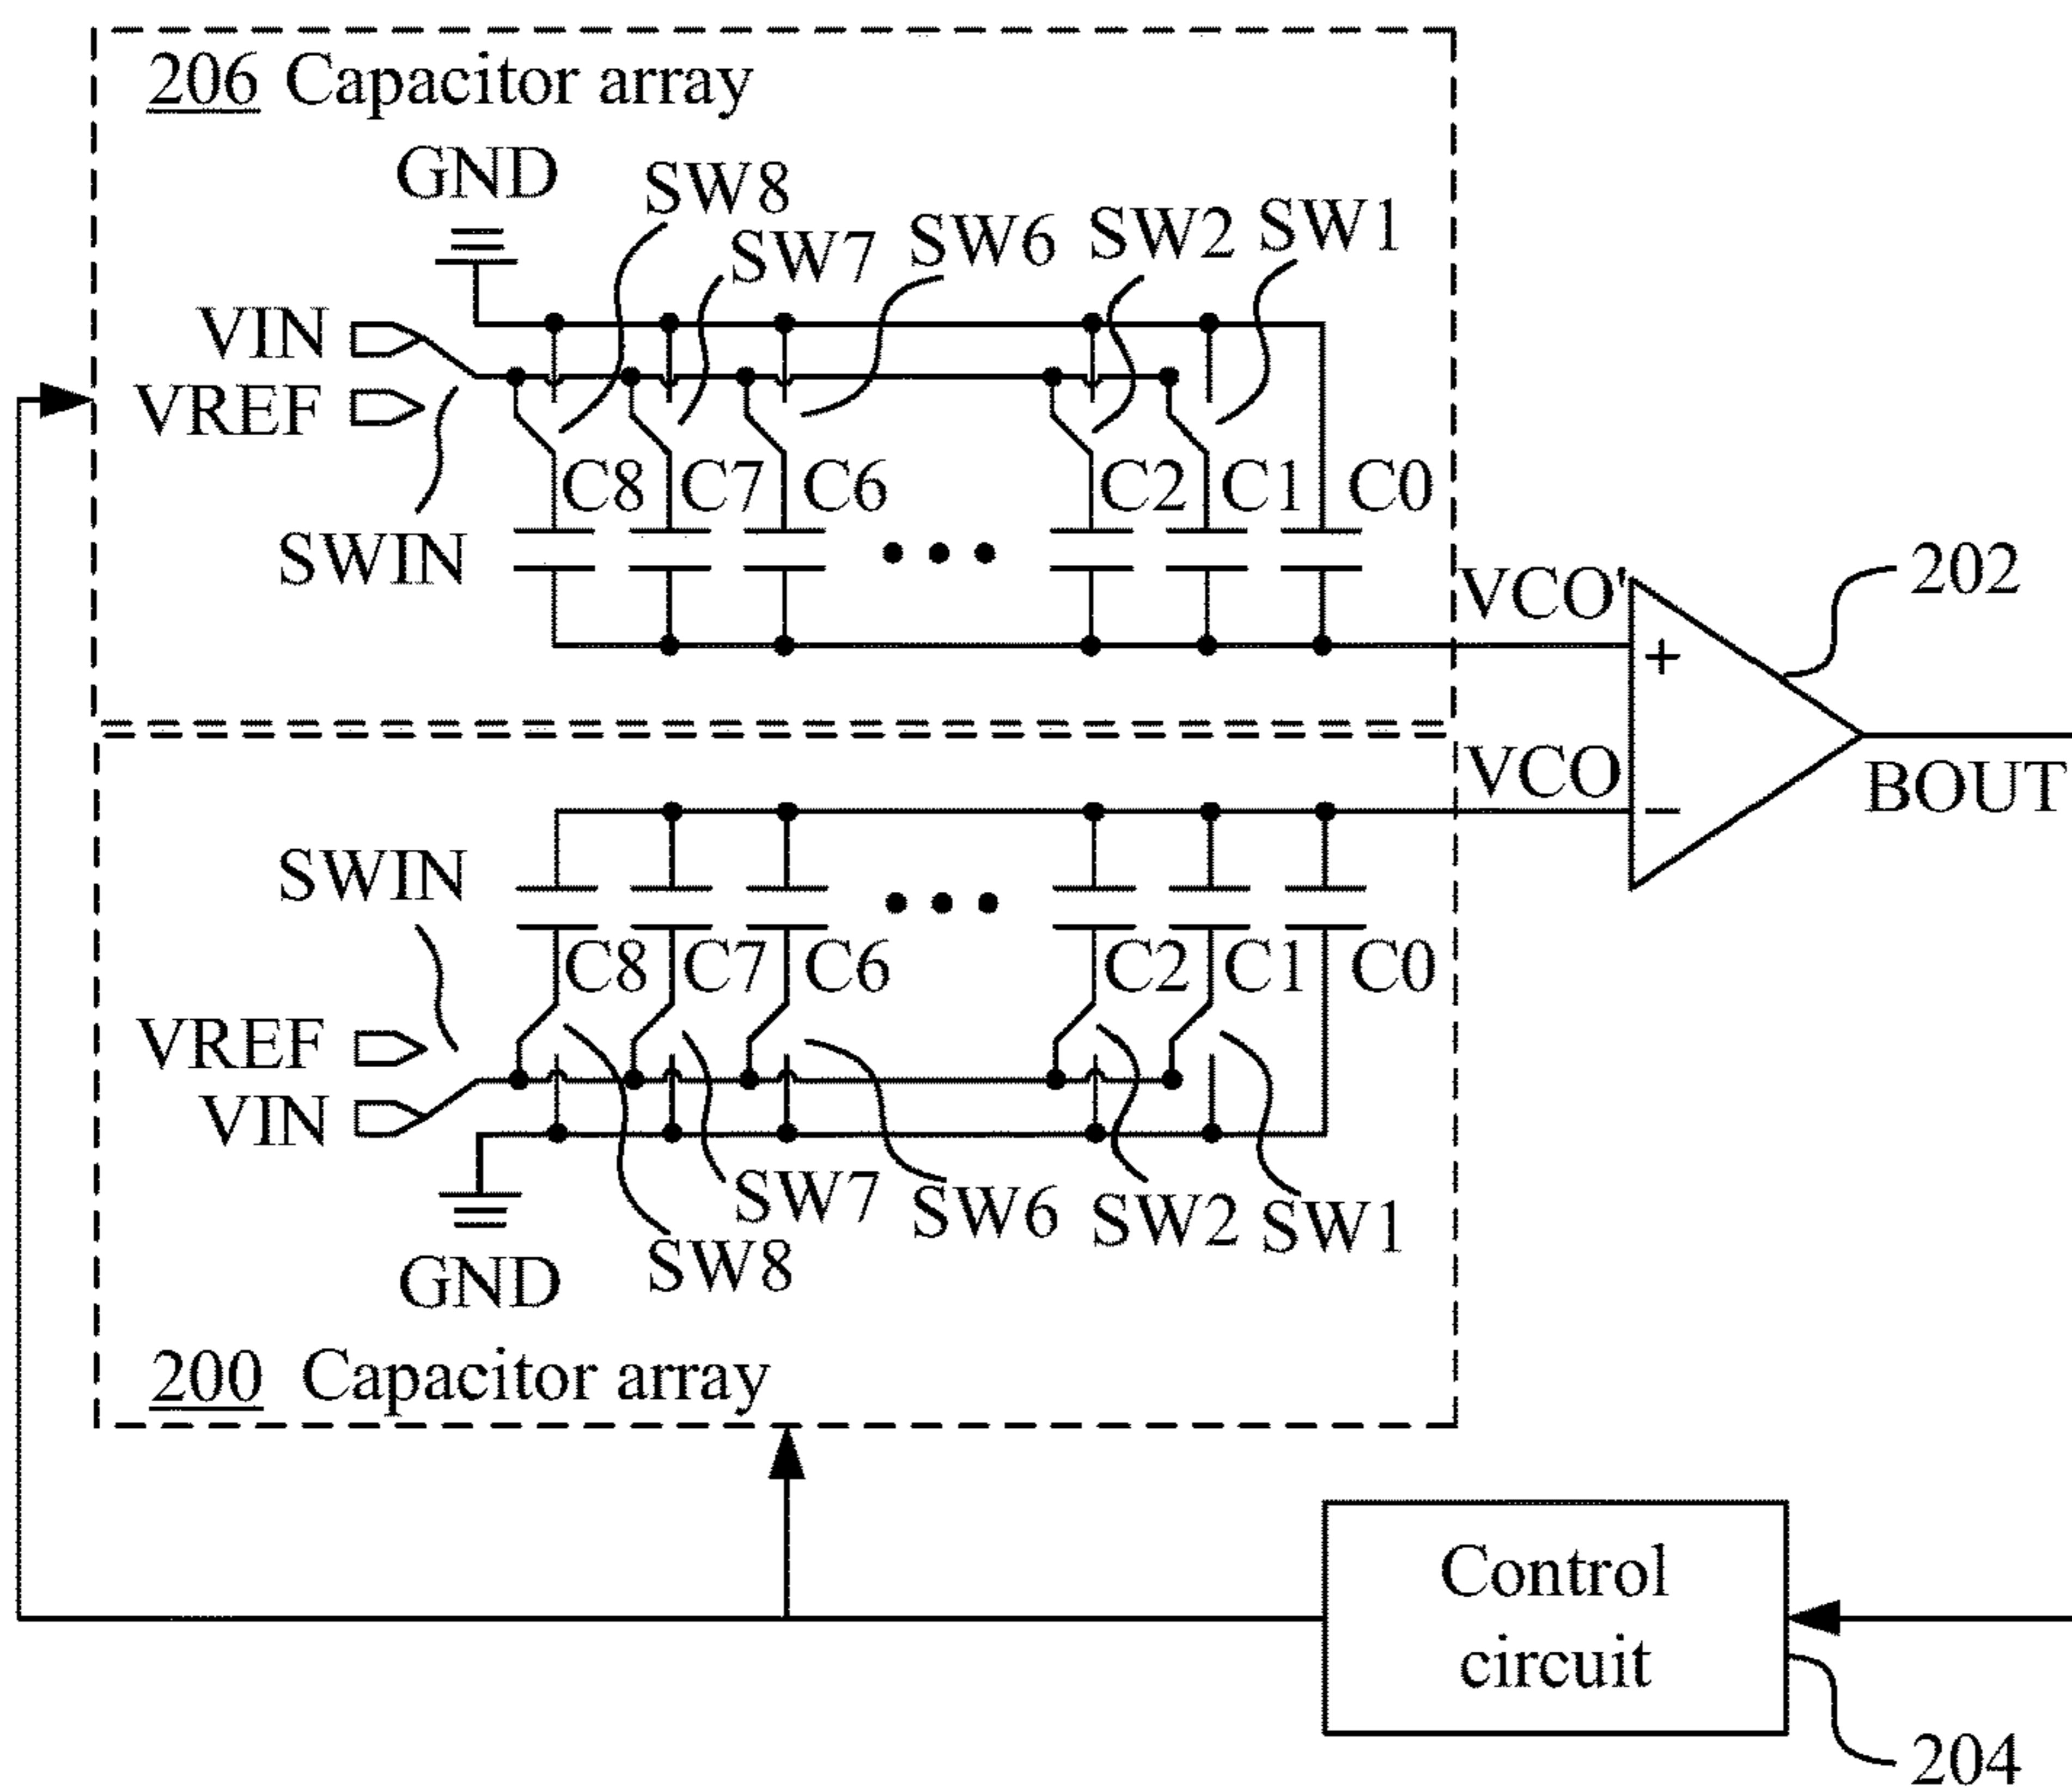 206 Capacitor array
GND
SW8
SW7
SW6
SW2
SW1
VIN
VREF
SWIN
C8
C7
C6
C2
C1
C0
VCO'
202
+
VCO
−
BOUT
SWIN
C8
C7
C6
C2
C1
C0
VREF
VIN
SW7
SW6
SW2
SW1
SW8
GND
200 Capacitor array
Control
circuit
204